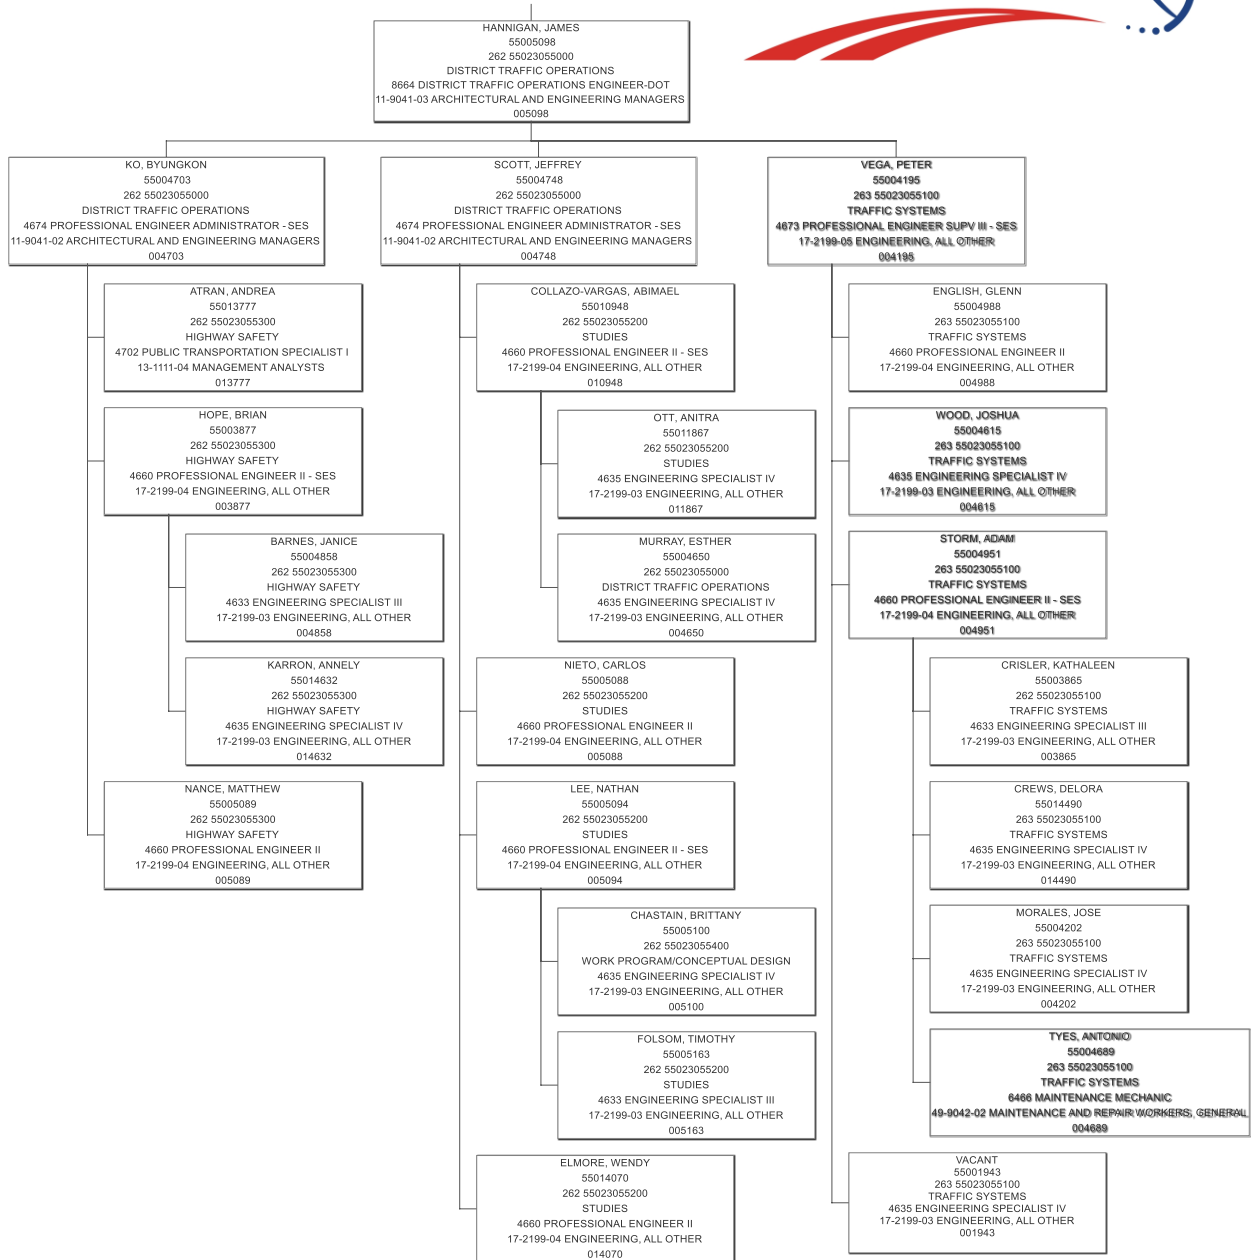 HANNIGAN, JAMES
55005098
262 55023055000
DISTRICT TRAFFIC OPERATIONS
8664 DISTRICT TRAFFIC OPERATIONS ENGINEER-DOT
11-9041-03 ARCHITECTURAL AND ENGINEERING MANAGERS
005098
KO, BYUNGKON
55004703
262 55023055000
DISTRICT TRAFFIC OPERATIONS
4674 PROFESSIONAL ENGINEER ADMINISTRATOR - SES
11-9041-02 ARCHITECTURAL AND ENGINEERING MANAGERS
004703
ATRAN, ANDREA
55013777
262 55023055300
HIGHWAY SAFETY
4702 PUBLIC TRANSPORTATION SPECIALIST I
13-1111-04 MANAGEMENT ANALYSTS
013777
HOPE, BRIAN
55003877
262 55023055300
HIGHWAY SAFETY
4660 PROFESSIONAL ENGINEER II - SES
17-2199-04 ENGINEERING, ALL OTHER
003877
BARNES, JANICE
55004858
262 55023055300
HIGHWAY SAFETY
4633 ENGINEERING SPECIALIST III
17-2199-03 ENGINEERING, ALL OTHER
004858
KARRON, ANNELY
55014632
262 55023055300
HIGHWAY SAFETY
4635 ENGINEERING SPECIALIST IV
17-2199-03 ENGINEERING, ALL OTHER
014632
NANCE, MATTHEW
55005089
262 55023055300
HIGHWAY SAFETY
4660 PROFESSIONAL ENGINEER II
17-2199-04 ENGINEERING, ALL OTHER
005089
SCOTT, JEFFREY
55004748
262 55023055000
DISTRICT TRAFFIC OPERATIONS
4674 PROFESSIONAL ENGINEER ADMINISTRATOR - SES
11-9041-02 ARCHITECTURAL AND ENGINEERING MANAGERS
004748
COLLAZO-VARGAS, ABIMAEL
55010948
262 55023055200
STUDIES
4660 PROFESSIONAL ENGINEER II - SES
17-2199-04 ENGINEERING, ALL OTHER
010948
OTT, ANITRA
55011867
262 55023055200
STUDIES
4635 ENGINEERING SPECIALIST IV
17-2199-03 ENGINEERING, ALL OTHER
011867
MURRAY, ESTHER
55004650
262 55023055000
DISTRICT TRAFFIC OPERATIONS
4635 ENGINEERING SPECIALIST IV
17-2199-03 ENGINEERING, ALL OTHER
004650
NIETO, CARLOS
55005088
262 55023055200
STUDIES
4660 PROFESSIONAL ENGINEER II
17-2199-04 ENGINEERING, ALL OTHER
005088
LEE, NATHAN
55005094
262 55023055200
STUDIES
4660 PROFESSIONAL ENGINEER II - SES
17-2199-04 ENGINEERING, ALL OTHER
005094
CHASTAIN, BRITTANY
55005100
262 55023055400
WORK PROGRAM/CONCEPTUAL DESIGN
4635 ENGINEERING SPECIALIST IV
17-2199-03 ENGINEERING, ALL OTHER
005100
FOLSOM, TIMOTHY
55005163
262 55023055200
STUDIES
4633 ENGINEERING SPECIALIST III
17-2199-03 ENGINEERING, ALL OTHER
005163
ELMORE, WENDY
55014070
262 55023055200
STUDIES
4660 PROFESSIONAL ENGINEER II
17-2199-04 ENGINEERING, ALL OTHER
014070
VEGA, PETER
55004195
263 55023055100
TRAFFIC SYSTEMS
4673 PROFESSIONAL ENGINEER SUPV III - SES
17-2199-05 ENGINEERING, ALL OTHER
004195
ENGLISH, GLENN
55004988
263 55023055100
TRAFFIC SYSTEMS
4660 PROFESSIONAL ENGINEER II
17-2199-04 ENGINEERING, ALL OTHER
004988
WOOD, JOSHUA
55004615
263 55023055100
TRAFFIC SYSTEMS
4635 ENGINEERING SPECIALIST IV
17-2199-03 ENGINEERING, ALL OTHER
004615
STORM, ADAM
55004951
263 55023055100
TRAFFIC SYSTEMS
4660 PROFESSIONAL ENGINEER II - SES
17-2199-04 ENGINEERING, ALL OTHER
004951
CRISLER, KATHALEEN
55003865
262 55023055100
TRAFFIC SYSTEMS
4633 ENGINEERING SPECIALIST III
17-2199-03 ENGINEERING, ALL OTHER
003865
CREWS, DELORA
55014490
263 55023055100
TRAFFIC SYSTEMS
4635 ENGINEERING SPECIALIST IV
17-2199-03 ENGINEERING, ALL OTHER
014490
MORALES, JOSE
55004202
263 55023055100
TRAFFIC SYSTEMS
4635 ENGINEERING SPECIALIST IV
17-2199-03 ENGINEERING, ALL OTHER
004202
TYES, ANTONIO
55004689
263 55023055100
TRAFFIC SYSTEMS
6466 MAINTENANCE MECHANIC
49-9042-02 MAINTENANCE AND REPAIR WORKERS, GENERAL
004689
VACANT
55001943
263 55023055100
TRAFFIC SYSTEMS
4635 ENGINEERING SPECIALIST IV
17-2199-03 ENGINEERING, ALL OTHER
001943